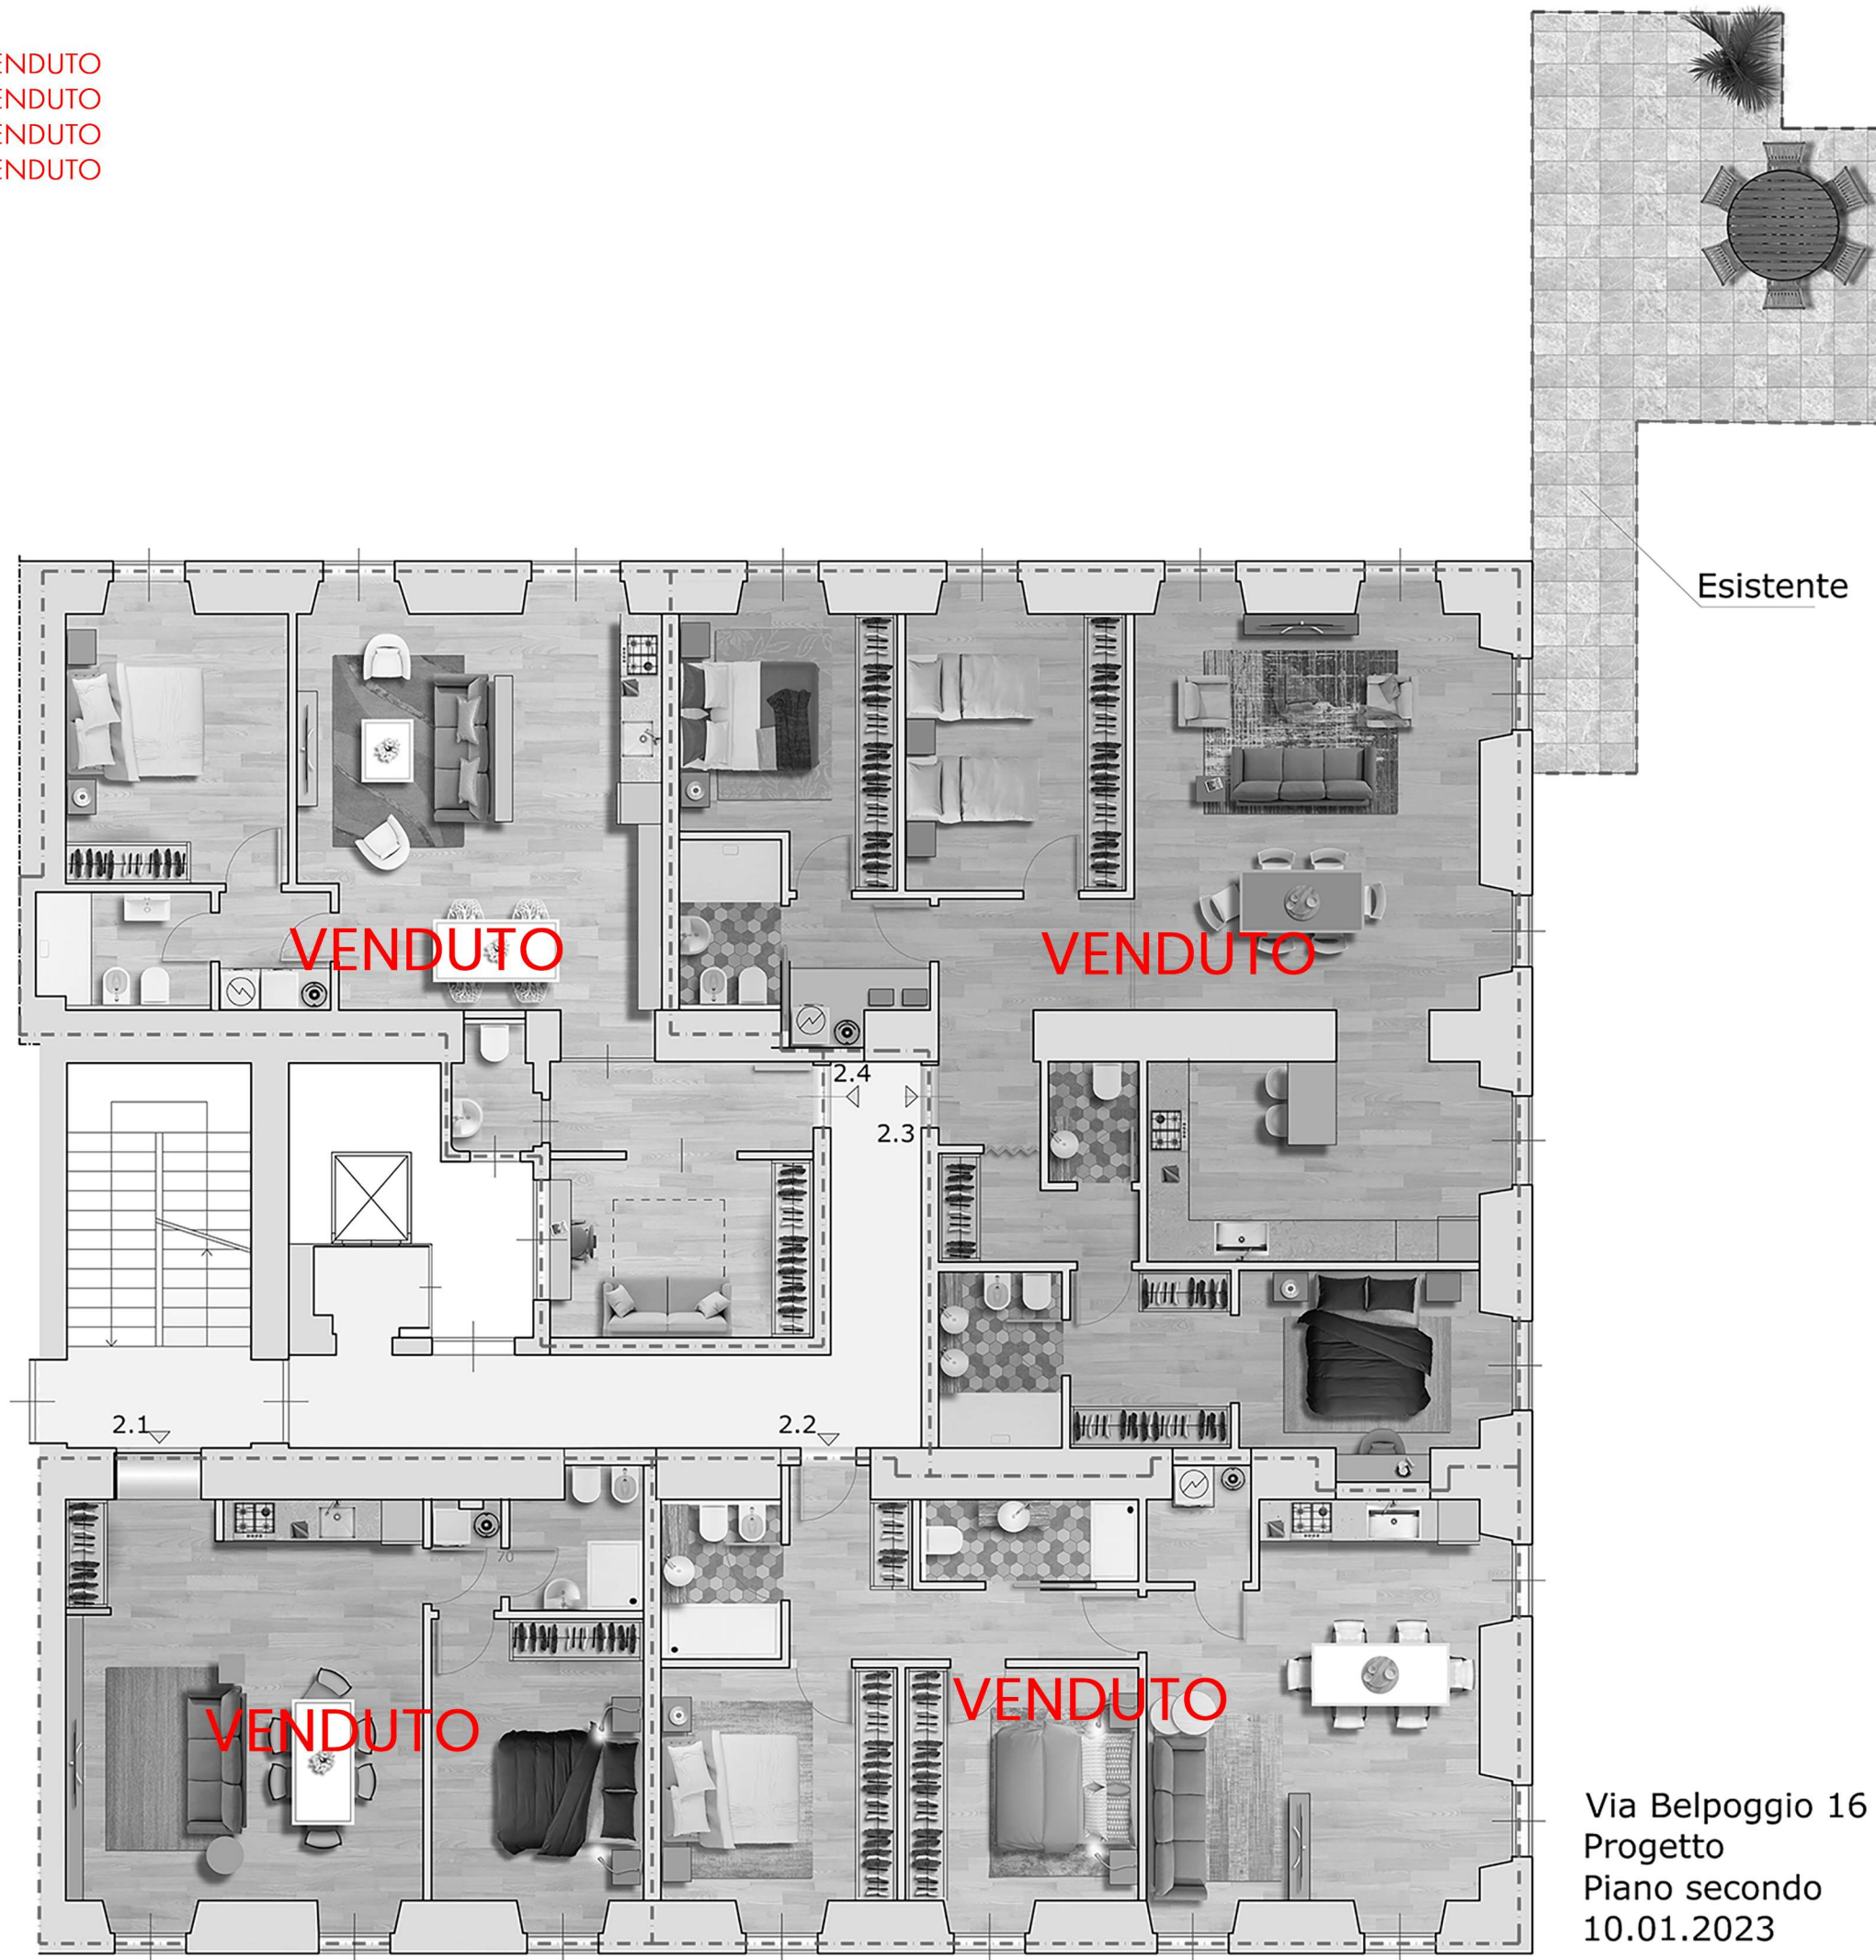 ENDUTO
ENDUTO
ENDUTO
ENDUTO
Esistente
VENDUTO
VENDUTO
2.4
2.3
2.1
2.2
70
VENDUTO
VENDUTO
Via Belpoggio 16
Progetto
Piano secondo
10.01.2023